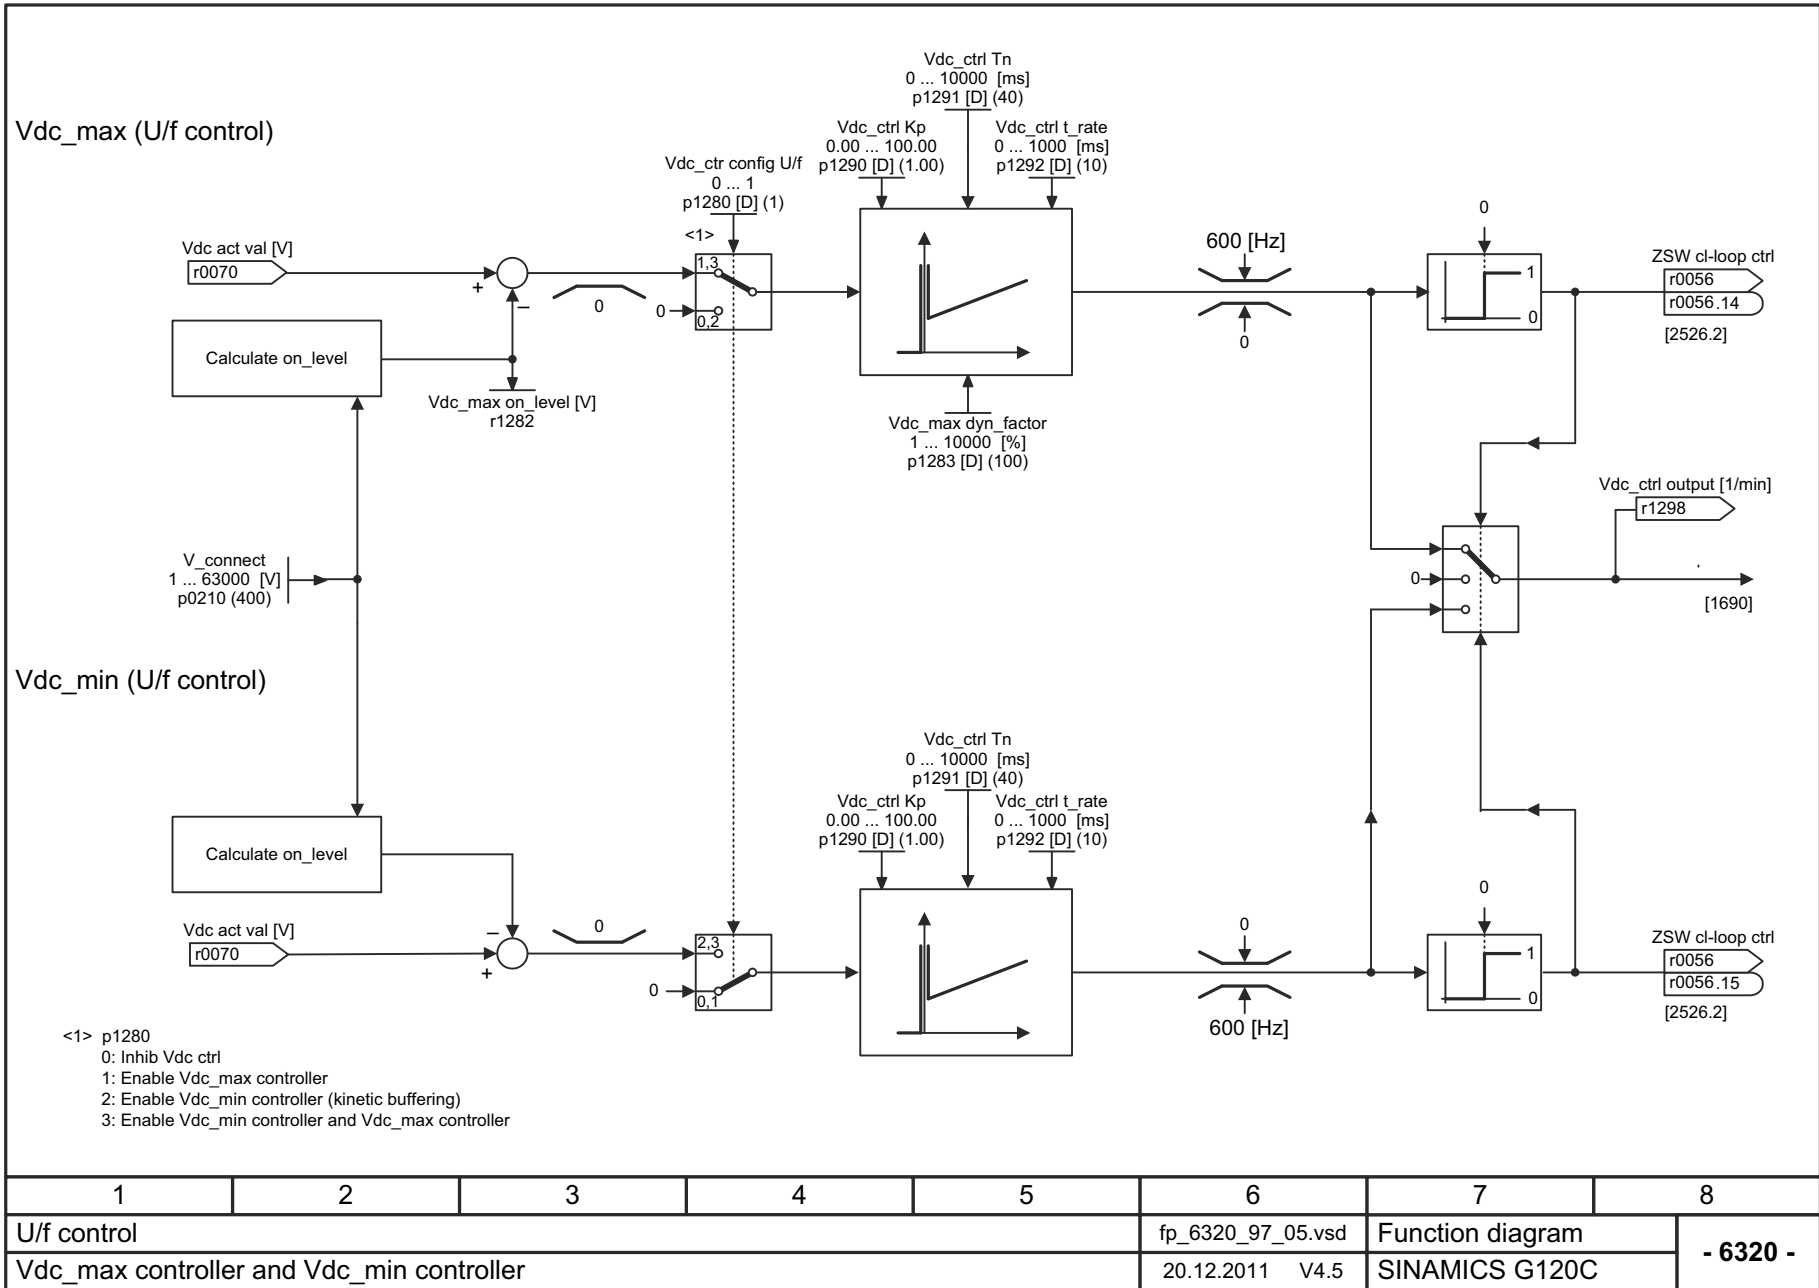 Vdc_max (U/f control)
Vdc_ctrl Tn
0 ... 10000 [ms]
p1291 [D] (40)
Vdc_ctrl Kp
0.00 ... 100.00
p1290 [D] (1.00)
Vdc_ctrl t_rate
0 ... 1000 [ms]
p1292 [D] (10)
Vdc_ctr config U/f
0 ... 1
p1280 [D] (1)
<1>
Vdc act val [V]
r0070
+
–
0
1,3
0
0,2
600 [Hz]
0
0
1
0
ZSW cl-loop ctrl
r0056
r0056.14
[2526.2]
Calculate on_level
Vdc_max on_level [V]
r1282
Vdc_max dyn_factor
1 ... 10000 [%]
p1283 [D] (100)
Vdc_ctrl output [1/min]
r1298
V_connect
1 ... 63000 [V]
p0210 (400)
0
[1690]
Vdc_min (U/f control)
Vdc_ctrl Tn
0 ... 10000 [ms]
p1291 [D] (40)
Vdc_ctrl Kp
0.00 ... 100.00
p1290 [D] (1.00)
Vdc_ctrl t_rate
0 ... 1000 [ms]
p1292 [D] (10)
Calculate on_level
Vdc act val [V]
r0070
–
+
0
2,3
0
0,1
0
600 [Hz]
0
1
0
ZSW cl-loop ctrl
r0056
r0056.15
[2526.2]
<1> p1280
0: Inhib Vdc ctrl
1: Enable Vdc_max controller
2: Enable Vdc_min controller (kinetic buffering)
3: Enable Vdc_min controller and Vdc_max controller
1 2 3 4 5 6 7 8
U/f control
fp_6320_97_05.vsd
Function diagram
- 6320 -
Vdc_max controller and Vdc_min controller
20.12.2011 V4.5
SINAMICS G120C